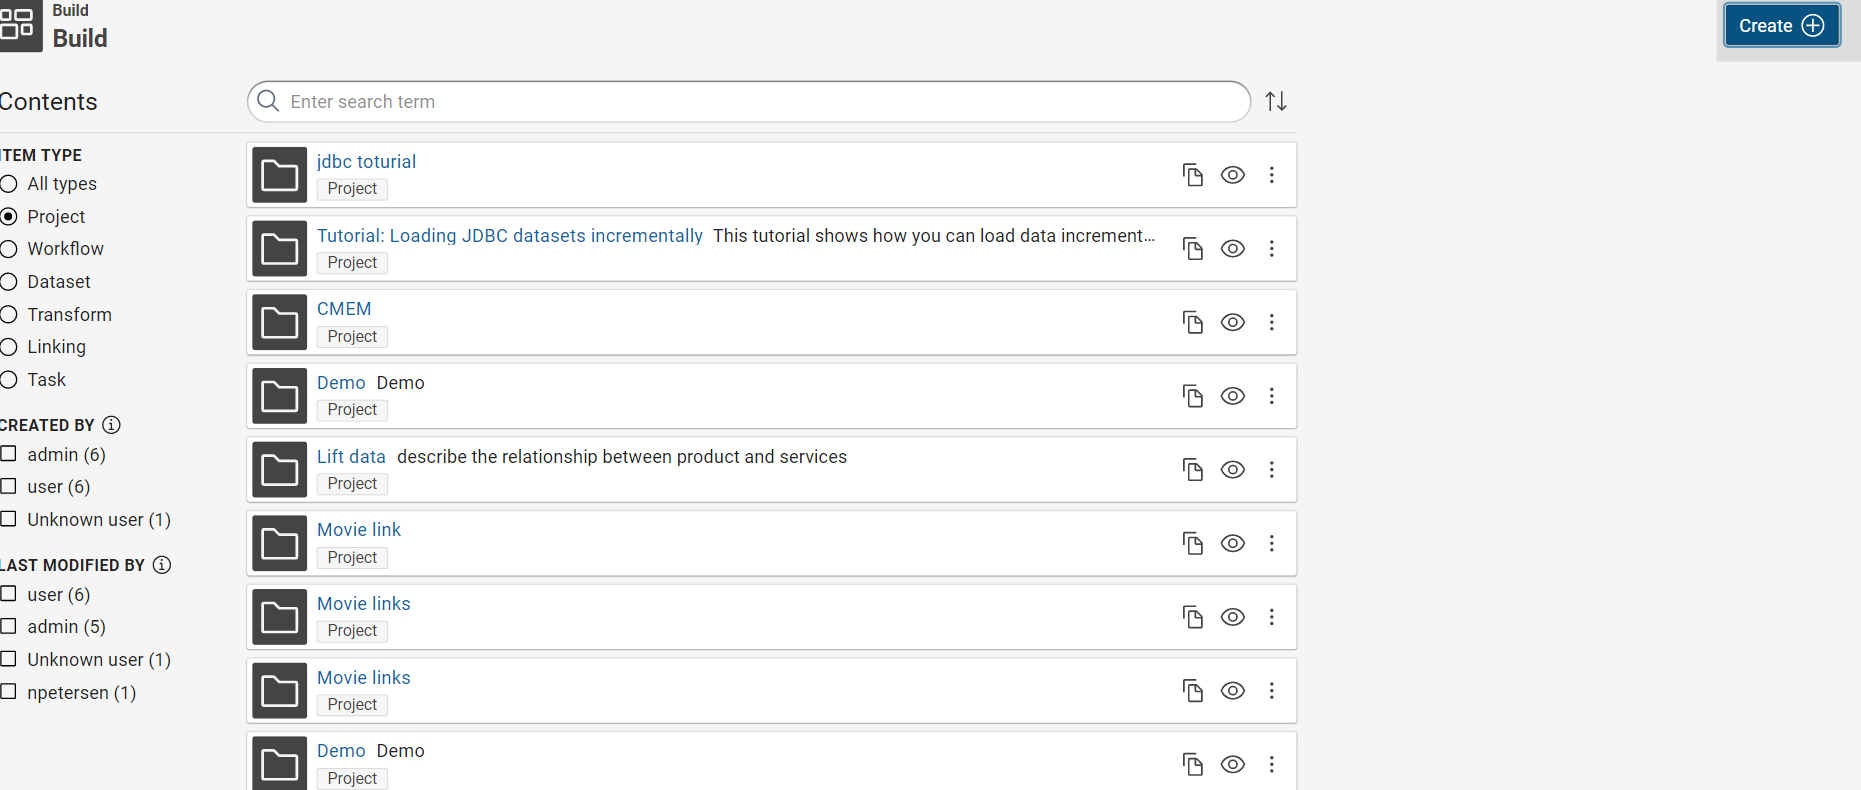 Build
Build
Create
Contents
Enter search term
ITEM TYPE
All types
Project
Workflow
Dataset
Transform
Linking
Task
CREATED BY
admin (6)
user (6)
Unknown user (1)
LAST MODIFIED BY
user (6)
admin (5)
Unknown user (1)
npetersen (1)
jdbc toturial
Project
Tutorial: Loading JDBC datasets incrementally This tutorial shows how you can load data increment...
Project
CMEM
Project
Demo Demo
Project
Lift data describe the relationship between product and services
Project
Movie link
Project
Movie links
Project
Movie links
Project
Demo Demo
Project